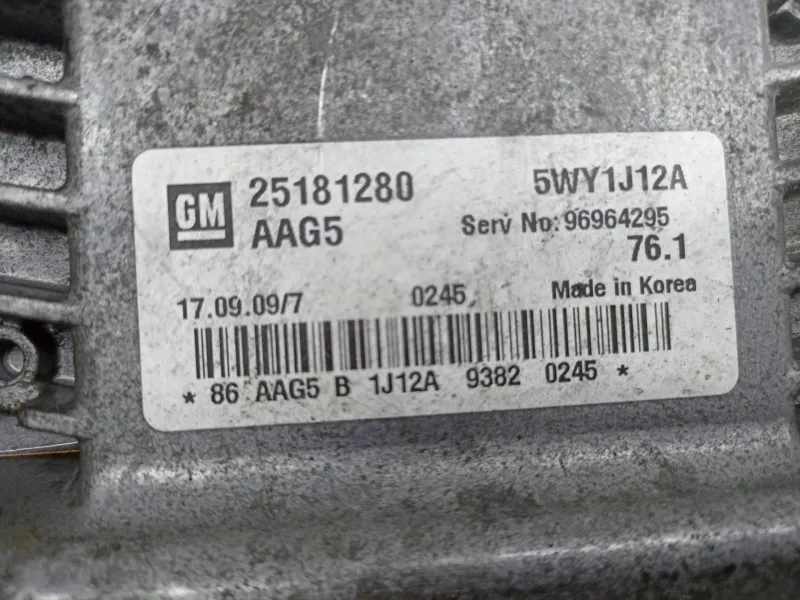 GM 25181280 5WY1J12A
AAG5 Serv No: 96964295
76.1
17.09.09/7 0245 Made in Korea
* 86 AAG5 B 1J12A 9382 0245 *